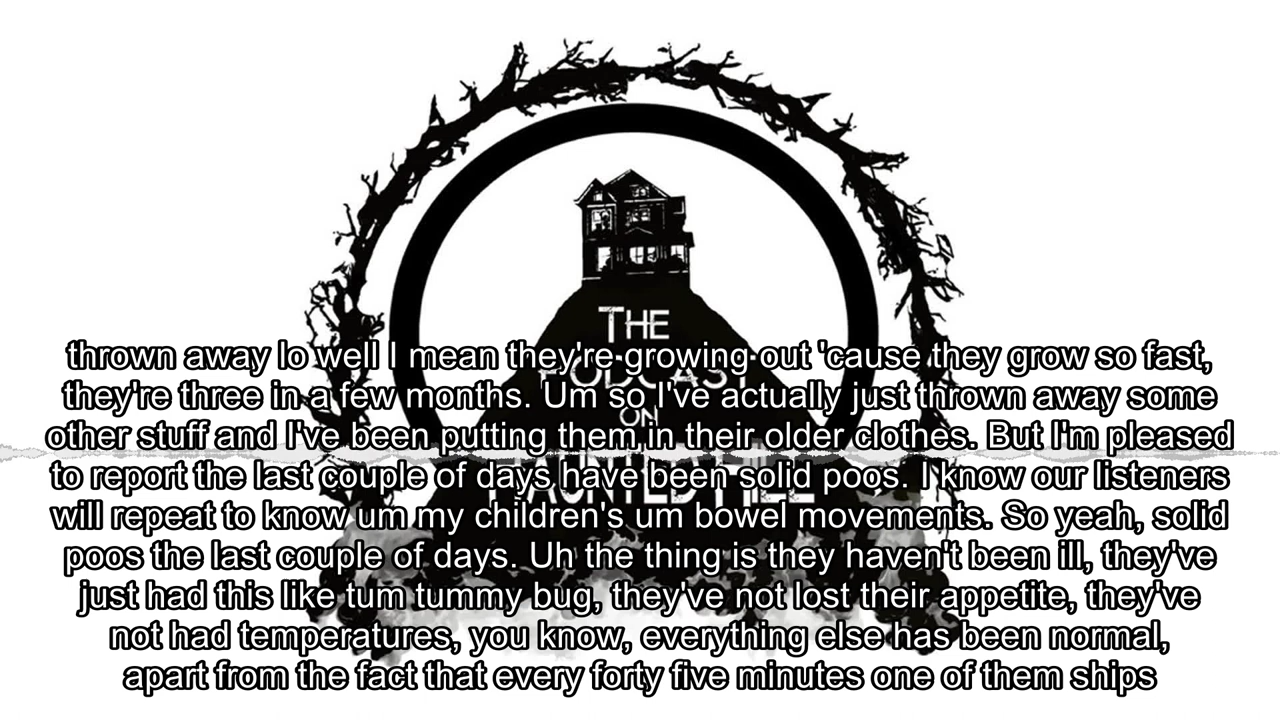 THE
thrown away lo well I mean they're growing out 'cause they grow so fast,
PODCAST
they're three in a few months. Um so I've actually just thrown away some
ON
other stuff and I've been putting them in their older clothes. But I'm pleased
HAUNTED HILL
to report the last couple of days have been solid poos. I know our listeners
will repeat to know um my children's um bowel movements. So yeah, solid
poos the last couple of days. Uh the thing is they haven't been ill, they've
just had this like tum tummy bug, they've not lost their appetite, they've
not had temperatures, you know, everything else has been normal,
apart from the fact that every forty five minutes one of them ships